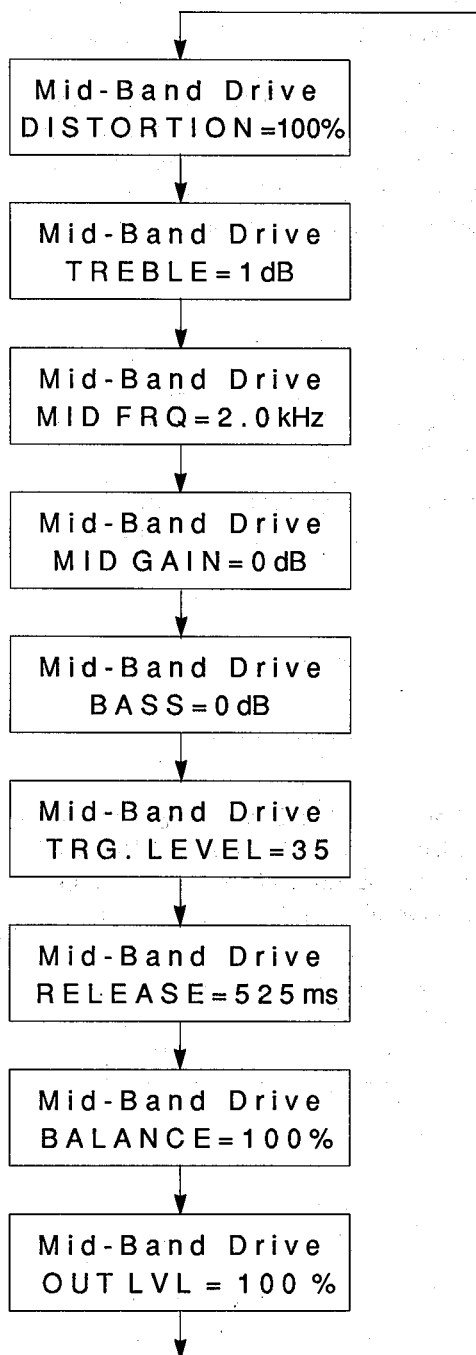 Mid-Band Drive
DISTORTION=100%
Mid-Band Drive
TREBLE=1dB
Mid-Band Drive
MID FRQ=2.0kHz
Mid-Band Drive
MID GAIN=0dB
Mid-Band Drive
BASS=0dB
Mid-Band Drive
TRG. LEVEL=35
Mid-Band Drive
RELEASE=525ms
Mid-Band Drive
BALANCE=100%
Mid-Band Drive
OUT LVL = 100 %